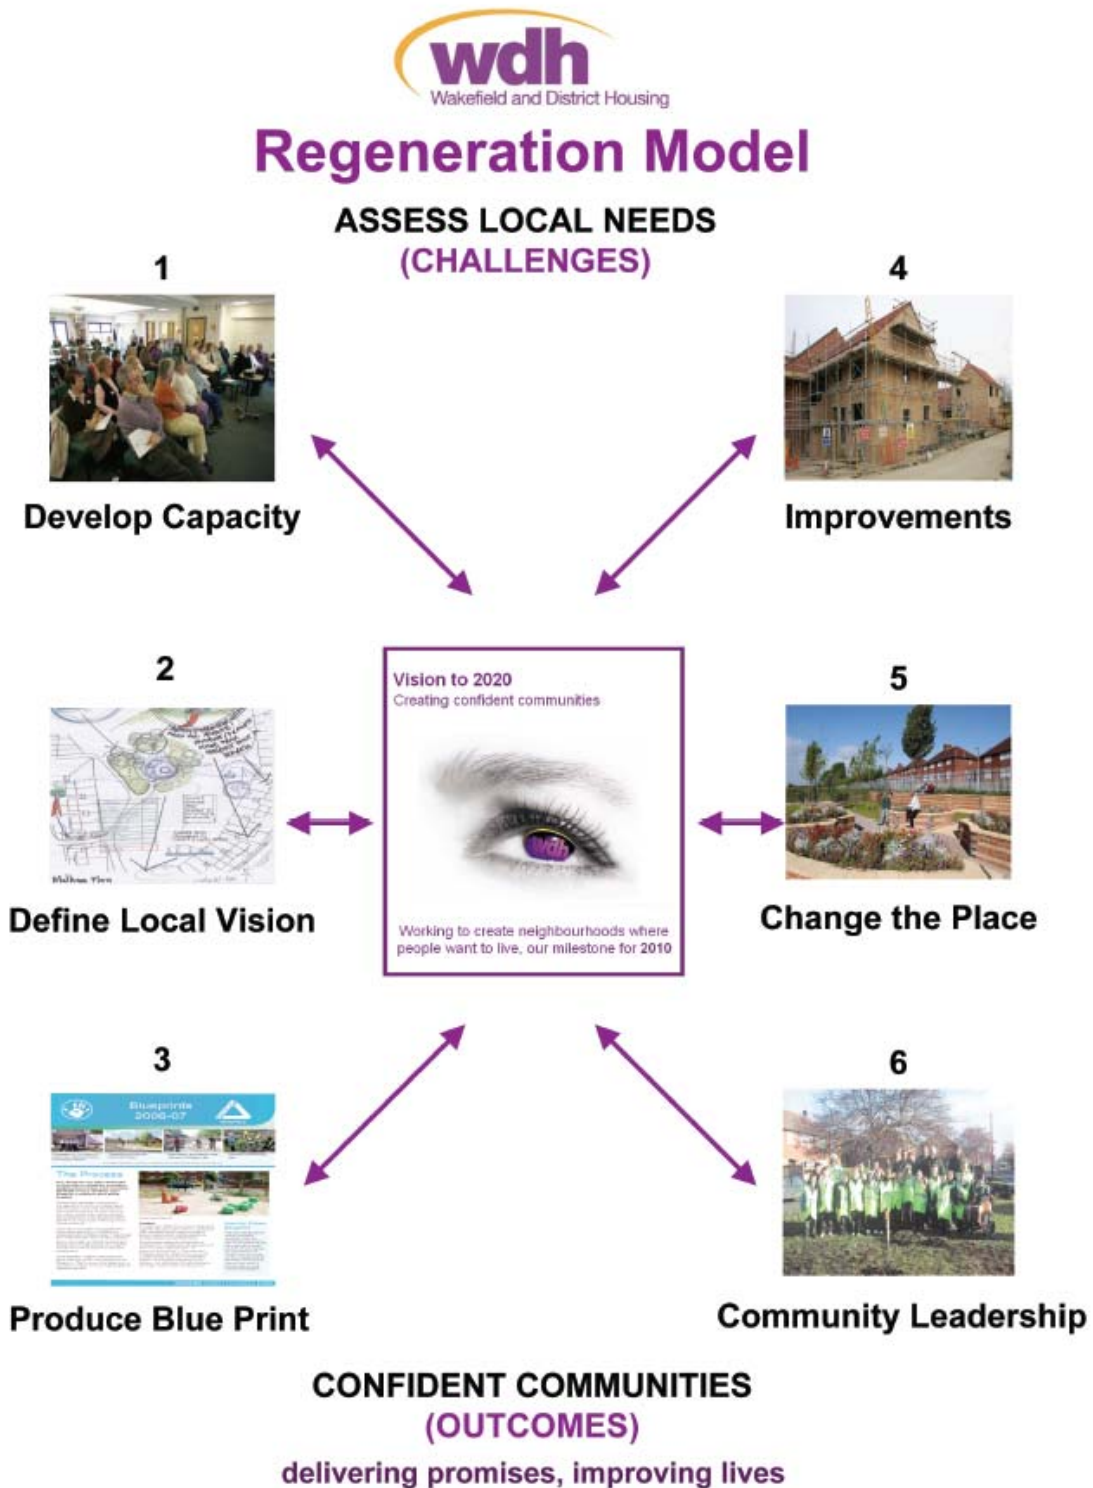 wdh
Wakefield and District Housing
Regeneration Model
ASSESS LOCAL NEEDS
(CHALLENGES)
1
Develop Capacity
4
Improvements
2
Define Local Vision
Vision to 2020
Creating confident communities
wdh
Working to create neighbourhoods where
people want to live, our milestone for 2010
5
Change the Place
3
Blueprints
2006-07
The Process
Produce Blue Print
6
Community Leadership
CONFIDENT COMMUNITIES
(OUTCOMES)
delivering promises, improving lives